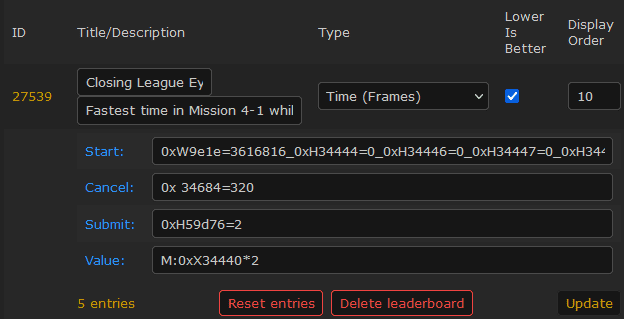 ID Title/Description Type Lower Is Better Display Order
27539 Closing League Ey Time (Frames) 10
Fastest time in Mission 4-1 whil
Start: 0xW9e1e=3616816_0xH34444=0_0xH34446=0_0xH34447=0_0xH344
Cancel: 0x 34684=320
Submit: 0xH59d76=2
Value: M:0xX34440*2
5 entries Reset entries Delete leaderboard Update